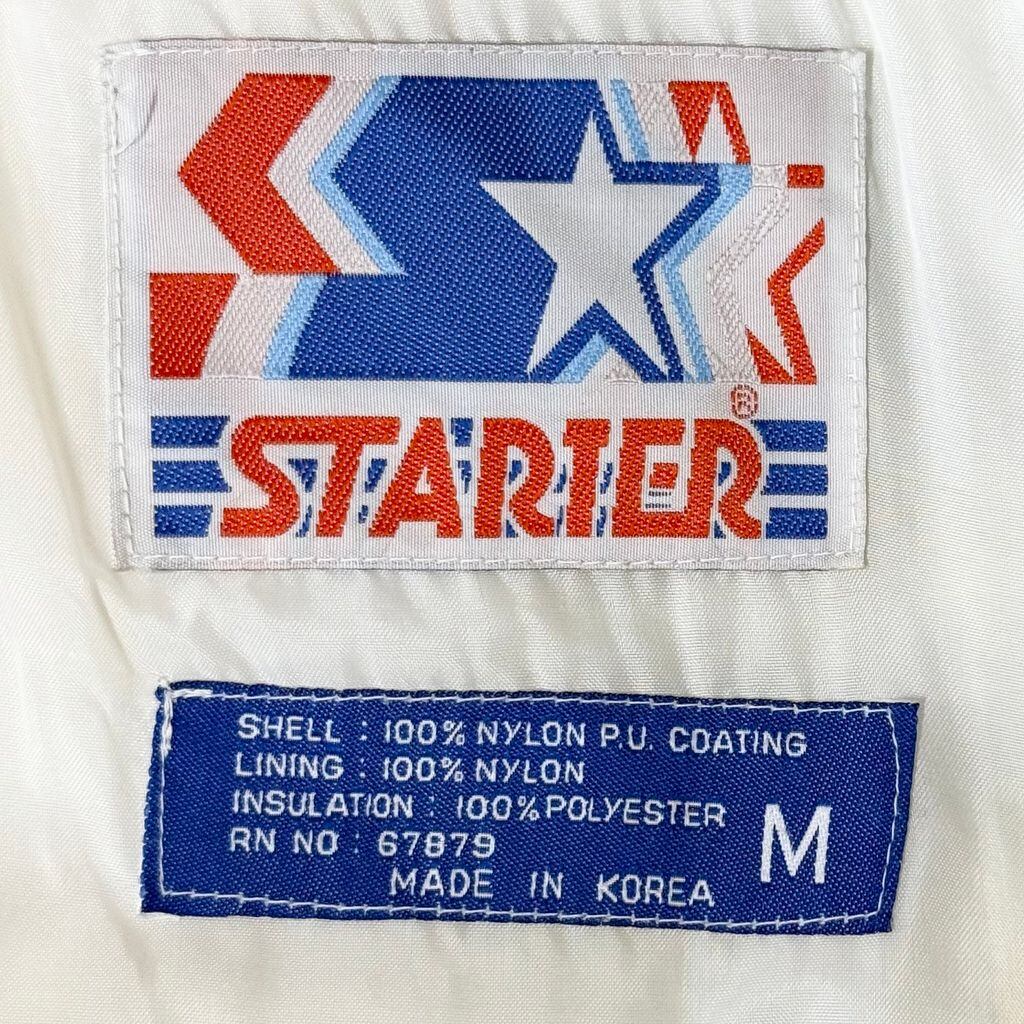 STARTER®
SHELL : 100% NYLON P.U. COATING
LINING : 100% NYLON
INSULATION : 100% POLYESTER
RN NO : 67879
MADE IN KOREA
M